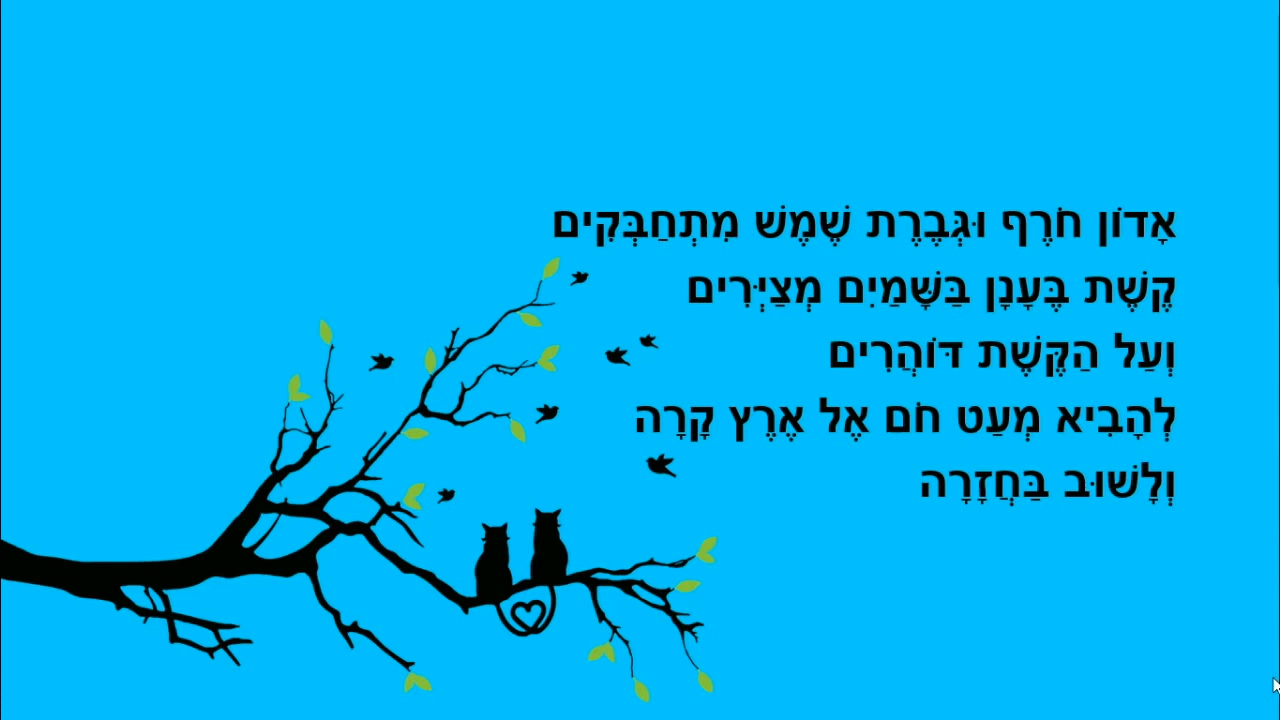 אָדוֹן חֹרֶף וּגְּבֶרֶת שֶׁמֶשׁ מִתְחַבְּקִים
קֶשֶׁת בֶּעָנָן בַּשָּׁמַיִם מְצַיְּרִים
וְעַל הַקֶּשֶׁת דּוֹהֲרִים
לְהָבִיא מְעַט חֹם אֶל אֶרֶץ קָרָה
וְלָשׁוּב בַּחֲזָרָה